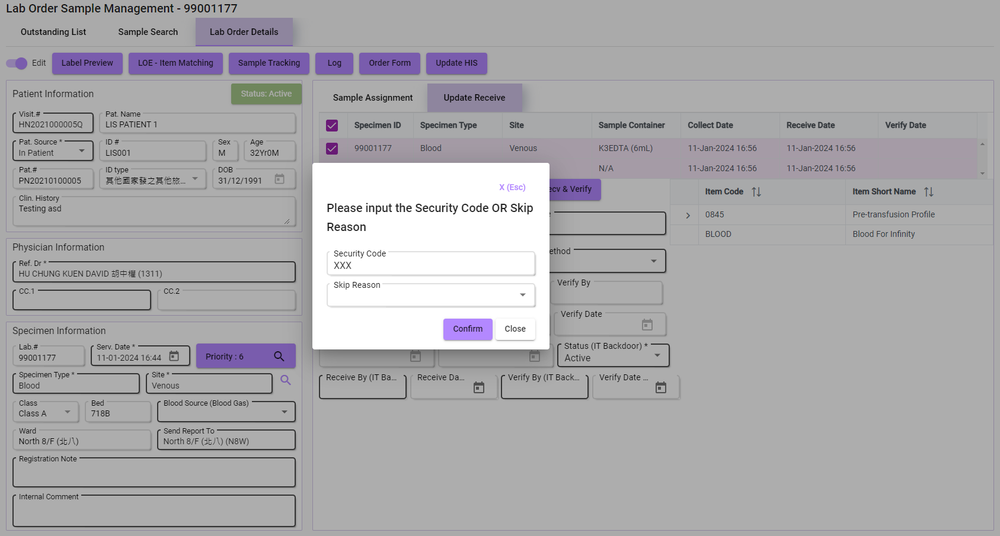 Lab Order Sample Management - 99001177
Outstanding List Sample Search Lab Order Details
Edit Label Preview LOE - Item Matching Sample Tracking Log Order Form Update HIS
Patient Information Status: Active
Visit.# Pat. Name
HN2021000005Q LIS PATIENT 1
Pat. Source * ID # Sex Age
In Patient LIS001 M 32Yr0M
Pat.# ID type DOB
PN20210100005 其他國家發之其他旅... 31/12/1991
Clin. History
Testing asd
Physician Information
Ref. Dr *
HU CHUNG KUEN DAVID 胡中權 (1311)
CC.1 CC.2
Specimen Information
Lab.# Serv. Date *
99001177 11-01-2024 16:44 Priority : 6
Specimen Type * Site *
Blood Venous
Class Bed Blood Source (Blood Gas)
Class A 718B
Ward Send Report To
North 8/F (北八) North 8/F (北八) (N8W)
Registration Note
Internal Comment
Sample Assignment Update Receive
Specimen ID Specimen Type Site Sample Container Collect Date Receive Date Verify Date
99001177 Blood Venous K3EDTA (6mL) 11-Jan-2024 16:56 11-Jan-2024 16:56
N/A 11-Jan-2024 16:56 11-Jan-2024 16:56
ecv & Verify
Item Code Item Short Name
0845 Pre-transfusion Profile
BLOOD Blood For Infinity
X (Esc)
Please input the Security Code OR Skip
Reason
Security Code
XXX
Skip Reason
Confirm Close
ethod
Verify By
Verify Date
Status (IT Backdoor) *
Active
Receive By (IT Ba... Receive Da... Verify By (IT Back... Verify Date ...